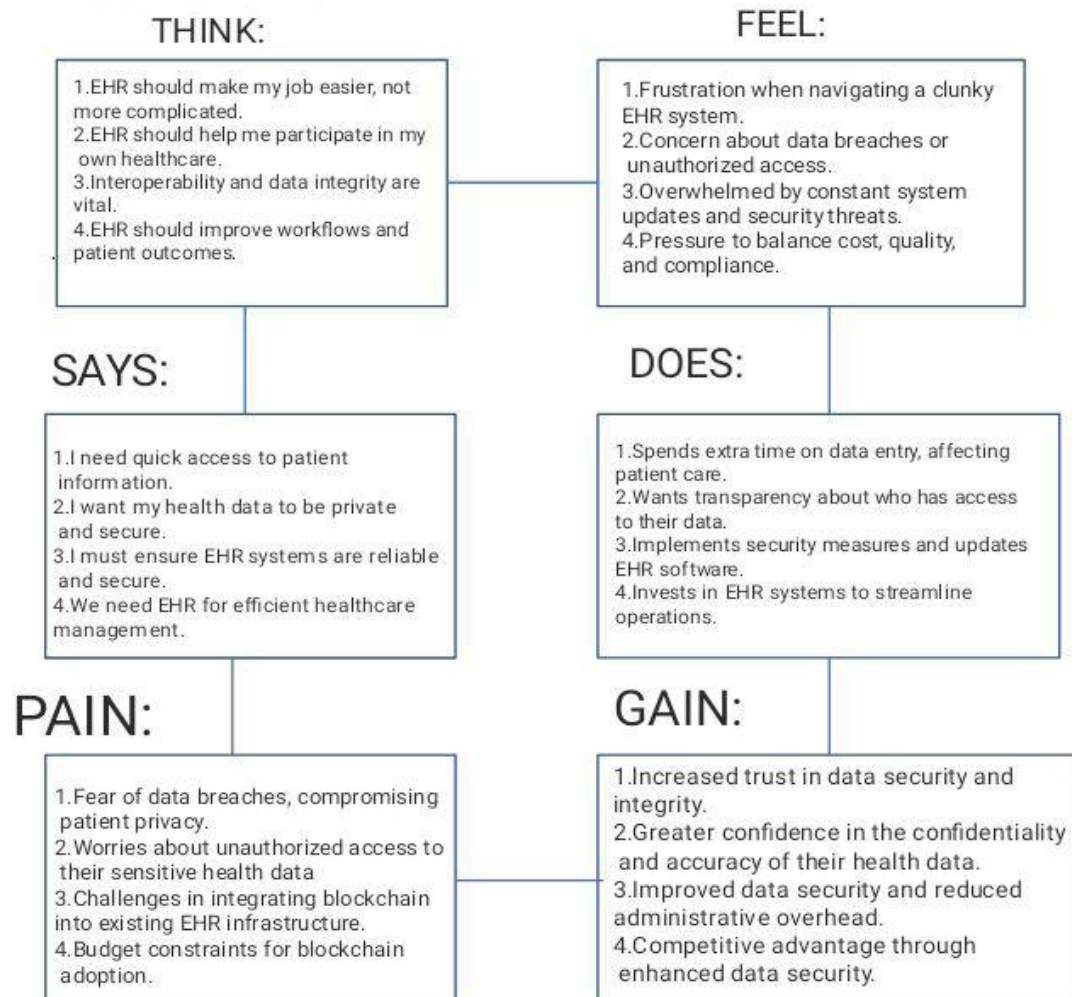 THINK:
1.EHR should make my job easier, not
more complicated.
2.EHR should help me participate in my
own healthcare.
3.Interoperability and data integrity are
vital.
4.EHR should improve workflows and
patient outcomes.
FEEL:
1.Frustration when navigating a clunky
EHR system.
2.Concern about data breaches or
unauthorized access.
3.Overwhelmed by constant system
updates and security threats.
4.Pressure to balance cost, quality,
and compliance.
SAYS:
1.I need quick access to patient
information.
2.I want my health data to be private
and secure.
3.I must ensure EHR systems are reliable
and secure.
4.We need EHR for efficient healthcare
management.
DOES:
1.Spends extra time on data entry, affecting
patient care.
2.Wants transparency about who has access
to their data.
3.Implements security measures and updates
EHR software.
4.Invests in EHR systems to streamline
operations.
PAIN:
1.Fear of data breaches, compromising
patient privacy.
2.Worries about unauthorized access to
their sensitive health data
3.Challenges in integrating blockchain
into existing EHR infrastructure.
4.Budget constraints for blockchain
adoption.
GAIN:
1.Increased trust in data security and
integrity.
2.Greater confidence in the confidentiality
and accuracy of their health data.
3.Improved data security and reduced
administrative overhead.
4.Competitive advantage through
enhanced data security.